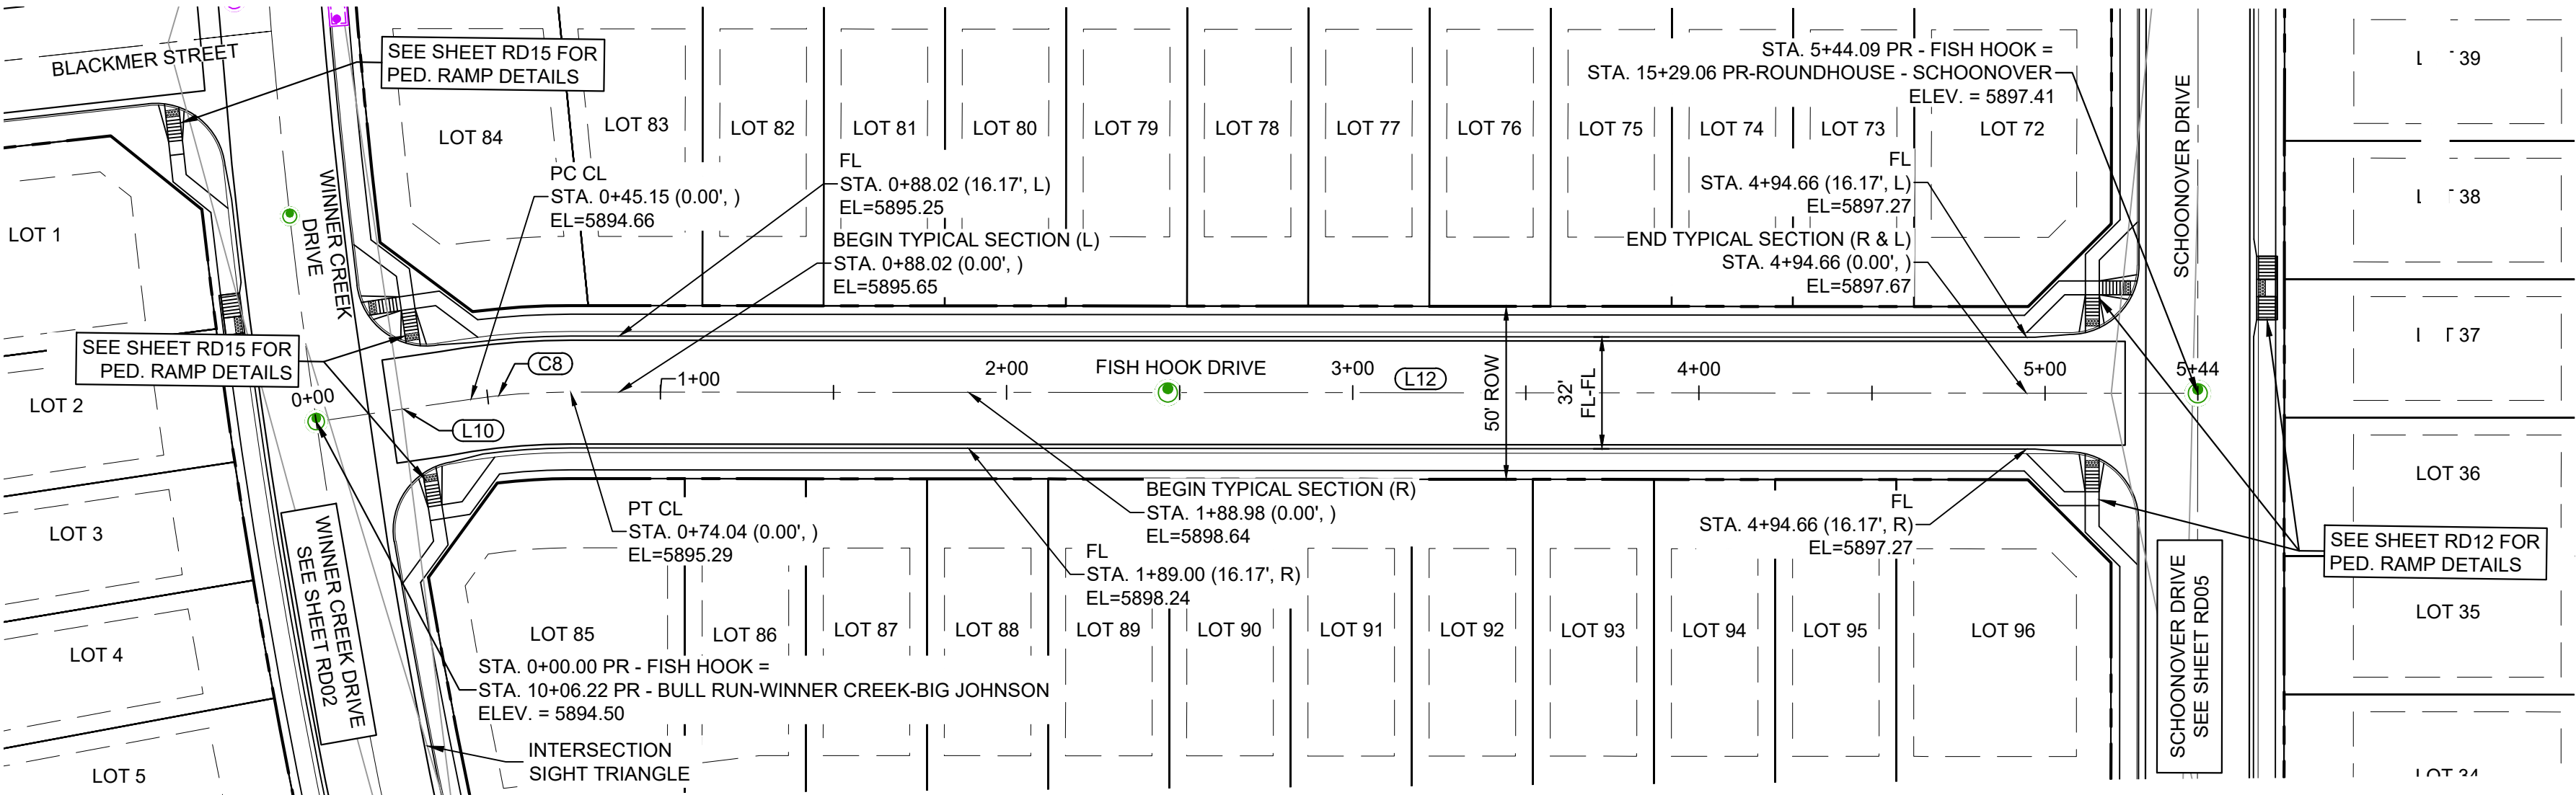 BLACKMER STREET
SEE SHEET RD15 FOR
PED. RAMP DETAILS
LOT 84
LOT 83
LOT 82
LOT 81
LOT 80
LOT 79
LOT 78
LOT 77
LOT 76
LOT 75
LOT 74
LOT 73
LOT 72
STA. 5+44.09 PR - FISH HOOK =
STA. 15+29.06 PR-ROUNDHOUSE - SCHOONOVER
ELEV. = 5897.41
SCHOONOVER DRIVE
39
38
37
LOT 36
LOT 35
LOT 34
LOT 1
WINNER CREEK
DRIVE
PC CL
STA. 0+45.15 (0.00', )
EL=5894.66
FL
STA. 0+88.02 (16.17', L)
EL=5895.25
BEGIN TYPICAL SECTION (L)
STA. 0+88.02 (0.00', )
EL=5895.65
FL
STA. 4+94.66 (16.17', L)
EL=5897.27
END TYPICAL SECTION (R & L)
STA. 4+94.66 (0.00', )
EL=5897.67
SEE SHEET RD15 FOR
PED. RAMP DETAILS
LOT 2
0+00
C8
L10
1+00
2+00
FISH HOOK DRIVE
3+00
L12
50' ROW
32'
FL-FL
4+00
5+00
5+44
LOT 3
LOT 4
LOT 5
WINNER CREEK DRIVE
SEE SHEET RD02
PT CL
STA. 0+74.04 (0.00', )
EL=5895.29
BEGIN TYPICAL SECTION (R)
STA. 1+88.98 (0.00', )
EL=5898.64
FL
STA. 1+89.00 (16.17', R)
EL=5898.24
FL
STA. 4+94.66 (16.17', R)
EL=5897.27
SEE SHEET RD12 FOR
PED. RAMP DETAILS
SCHOONOVER DRIVE
SEE SHEET RD05
LOT 85
LOT 86
LOT 87
LOT 88
LOT 89
LOT 90
LOT 91
LOT 92
LOT 93
LOT 94
LOT 95
LOT 96
STA. 0+00.00 PR - FISH HOOK =
STA. 10+06.22 PR - BULL RUN-WINNER CREEK-BIG JOHNSON
ELEV. = 5894.50
INTERSECTION
SIGHT TRIANGLE